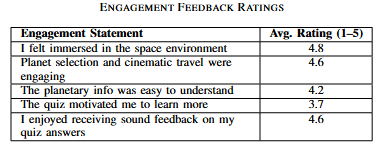 ENGAGEMENT FEEDBACK RATINGS
Engagement Statement Avg. Rating (1–5)
I felt immersed in the space environment 4.8
Planet selection and cinematic travel were 4.6
engaging
The planetary info was easy to understand 4.2
The quiz motivated me to learn more 3.7
I enjoyed receiving sound feedback on my 4.6
quiz answers